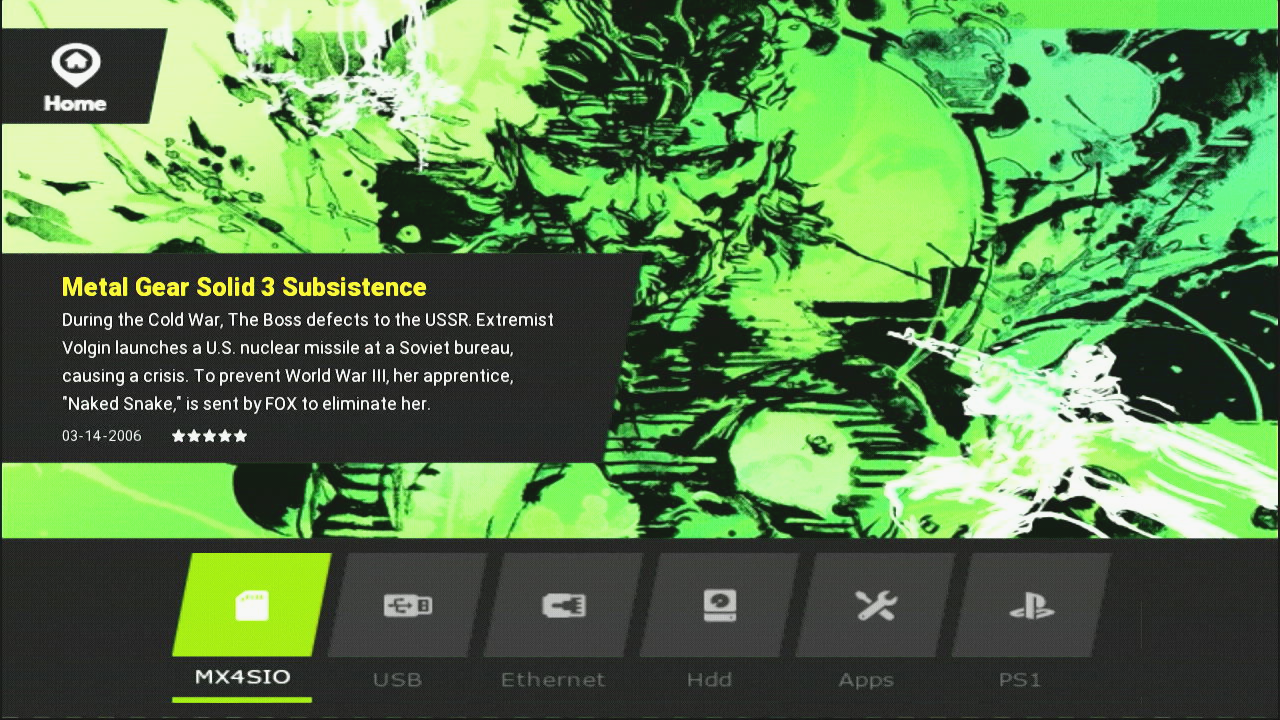 Home
Metal Gear Solid 3 Subsistence
During the Cold War, The Boss defects to the USSR. Extremist
Volgin launches a U.S. nuclear missile at a Soviet bureau,
causing a crisis. To prevent World War III, her apprentice,
"Naked Snake," is sent by FOX to eliminate her.
03-14-2006 ★★★★★
MX4SIO USB Ethernet Hdd Apps PS1